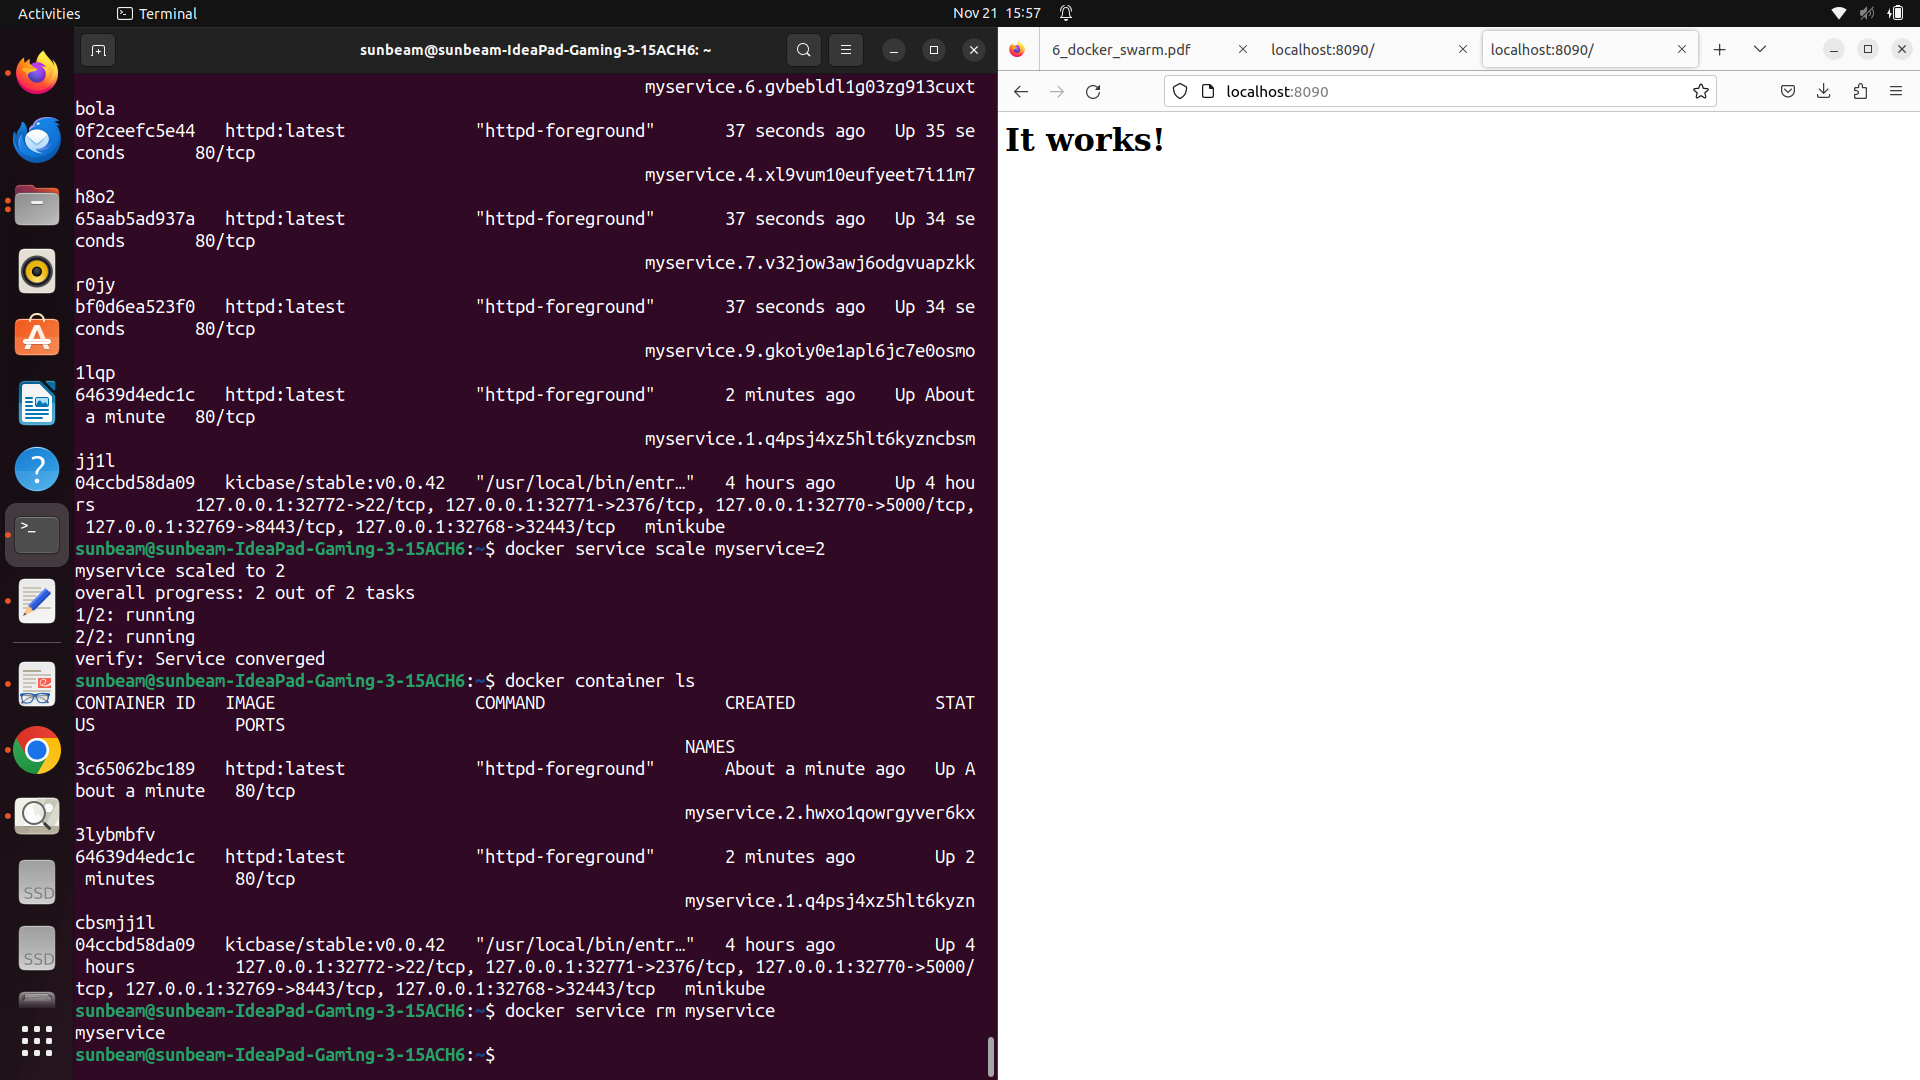 Activities
Terminal
Nov 21 15:57
sunbeam@sunbeam-IdeaPad-Gaming-3-15ACH6: ~
myservice.6.gvbebldl1g03zg913cuxt
bola
0f2ceefc5e44 httpd:latest "httpd-foreground" 37 seconds ago Up 35 se
conds 80/tcp
myservice.4.xl9vum10eufyeet7i11m7
h8o2
65aab5ad937a httpd:latest "httpd-foreground" 37 seconds ago Up 34 se
conds 80/tcp
myservice.7.v32jow3awj6odgvuapzkk
r0jy
bf0d6ea523f0 httpd:latest "httpd-foreground" 37 seconds ago Up 34 se
conds 80/tcp
myservice.9.gkoiy0e1apl6jc7e0osmo
1lqp
64639d4edc1c httpd:latest "httpd-foreground" 2 minutes ago Up About
a minute 80/tcp
myservice.1.q4psj4xz5hlt6kyzncbsm
jj1l
04ccbd58da09 kicbase/stable:v0.0.42 "/usr/local/bin/entr…" 4 hours ago Up 4 hou
rs 127.0.0.1:32772->22/tcp, 127.0.0.1:32771->2376/tcp, 127.0.0.1:32770->5000/tcp,
127.0.0.1:32769->8443/tcp, 127.0.0.1:32768->32443/tcp minikube
sunbeam@sunbeam-IdeaPad-Gaming-3-15ACH6:~$ docker service scale myservice=2
myservice scaled to 2
overall progress: 2 out of 2 tasks
1/2: running
2/2: running
verify: Service converged
sunbeam@sunbeam-IdeaPad-Gaming-3-15ACH6:~$ docker container ls
CONTAINER ID IMAGE COMMAND CREATED STAT
US PORTS
NAMES
3c65062bc189 httpd:latest "httpd-foreground" About a minute ago Up A
bout a minute 80/tcp
myservice.2.hwxo1qowrgyver6kx
3lybmbfv
64639d4edc1c httpd:latest "httpd-foreground" 2 minutes ago Up 2
minutes 80/tcp
myservice.1.q4psj4xz5hlt6kyzn
cbsmjj1l
04ccbd58da09 kicbase/stable:v0.0.42 "/usr/local/bin/entr…" 4 hours ago Up 4
hours 127.0.0.1:32772->22/tcp, 127.0.0.1:32771->2376/tcp, 127.0.0.1:32770->5000/
tcp, 127.0.0.1:32769->8443/tcp, 127.0.0.1:32768->32443/tcp minikube
sunbeam@sunbeam-IdeaPad-Gaming-3-15ACH6:~$ docker service rm myservice
myservice
sunbeam@sunbeam-IdeaPad-Gaming-3-15ACH6:~$
SSD
SSD
6_docker_swarm.pdf
localhost:8090/
localhost:8090/
localhost:8090
It works!